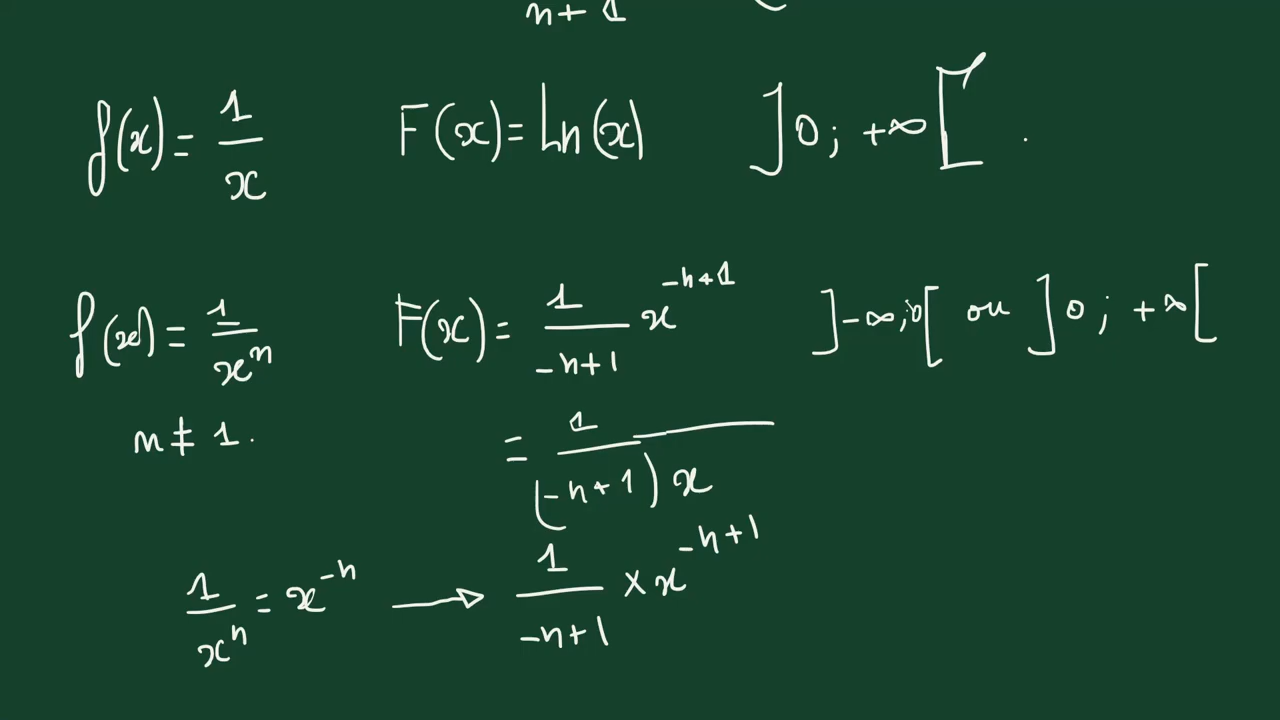 n+1 (
f(x) = 1/x F(x) = Ln(x) ]0; +∞[ .
f(x) = 1/xⁿ F(x) = 1/(-n+1) x^(-n+1) ]-∞;0[ ou ]0; +∞[
n ≠ 1. = 1/((-n+1)x)
1/xⁿ = x^(-n) → 1/(-n+1) × x^(-n+1)